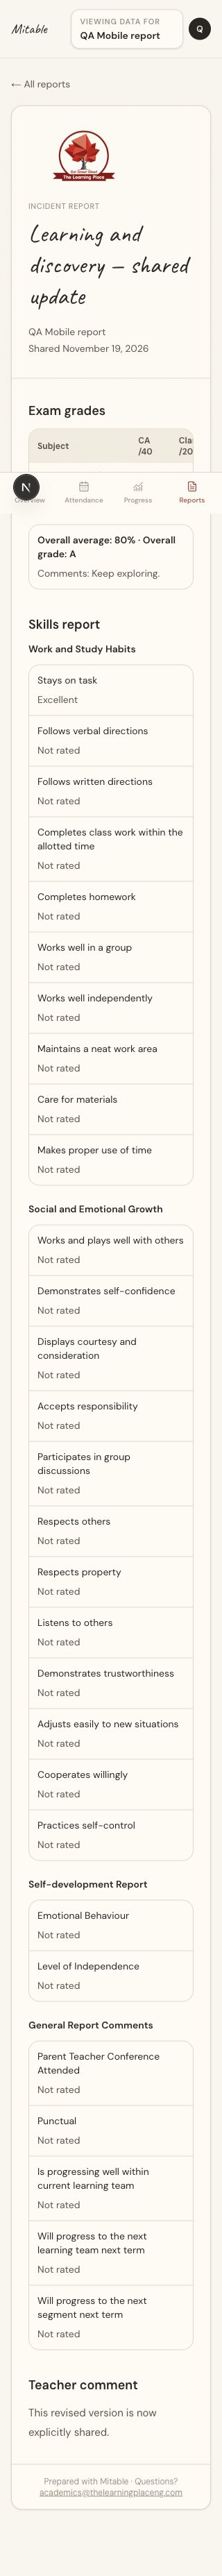 Mitable
VIEWING DATA FOR
QA Mobile report
Q
← All reports
The Learning Place
INCIDENT REPORT
Learning and
discovery — shared
update
QA Mobile report
Shared November 19, 2026
Exam grades
Subject
CA
/40
/20
N
Overview
Attendance
Progress
Reports
Overall average: 80% · Overall
grade: A
Comments: Keep exploring.
Skills report
Work and Study Habits
Stays on task
Excellent
Follows verbal directions
Not rated
Follows written directions
Not rated
Completes class work within the
allotted time
Not rated
Completes homework
Not rated
Works well in a group
Not rated
Works well independently
Not rated
Maintains a neat work area
Not rated
Care for materials
Not rated
Makes proper use of time
Not rated
Social and Emotional Growth
Works and plays well with others
Not rated
Demonstrates self-confidence
Not rated
Displays courtesy and
consideration
Not rated
Accepts responsibility
Not rated
Participates in group
discussions
Not rated
Respects others
Not rated
Respects property
Not rated
Listens to others
Not rated
Demonstrates trustworthiness
Not rated
Adjusts easily to new situations
Not rated
Cooperates willingly
Not rated
Practices self-control
Not rated
Self-development Report
Emotional Behaviour
Not rated
Level of Independence
Not rated
General Report Comments
Parent Teacher Conference
Attended
Not rated
Punctual
Not rated
Is progressing well within
current learning team
Not rated
Will progress to the next
learning team next term
Not rated
Will progress to the next
segment next term
Not rated
Teacher comment
This revised version is now
explicitly shared.
Prepared with Mitable · Questions?
academics@thelearningplaceng.com